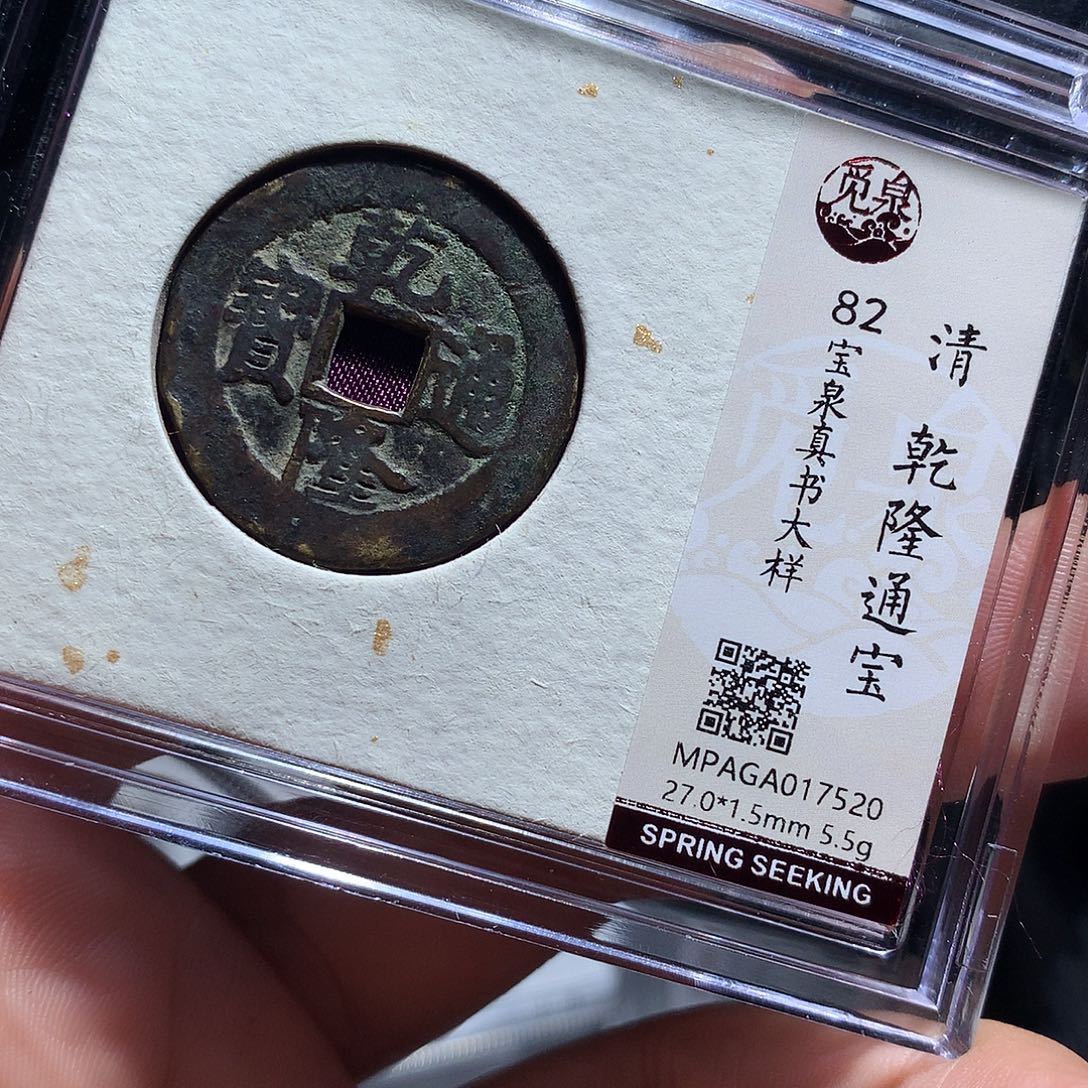 乾隆通寶
觅泉
清 乾隆通宝
82 宝泉真书大样
MPAGA017520
27.0*1.5mm 5.5g
SPRING SEEKING